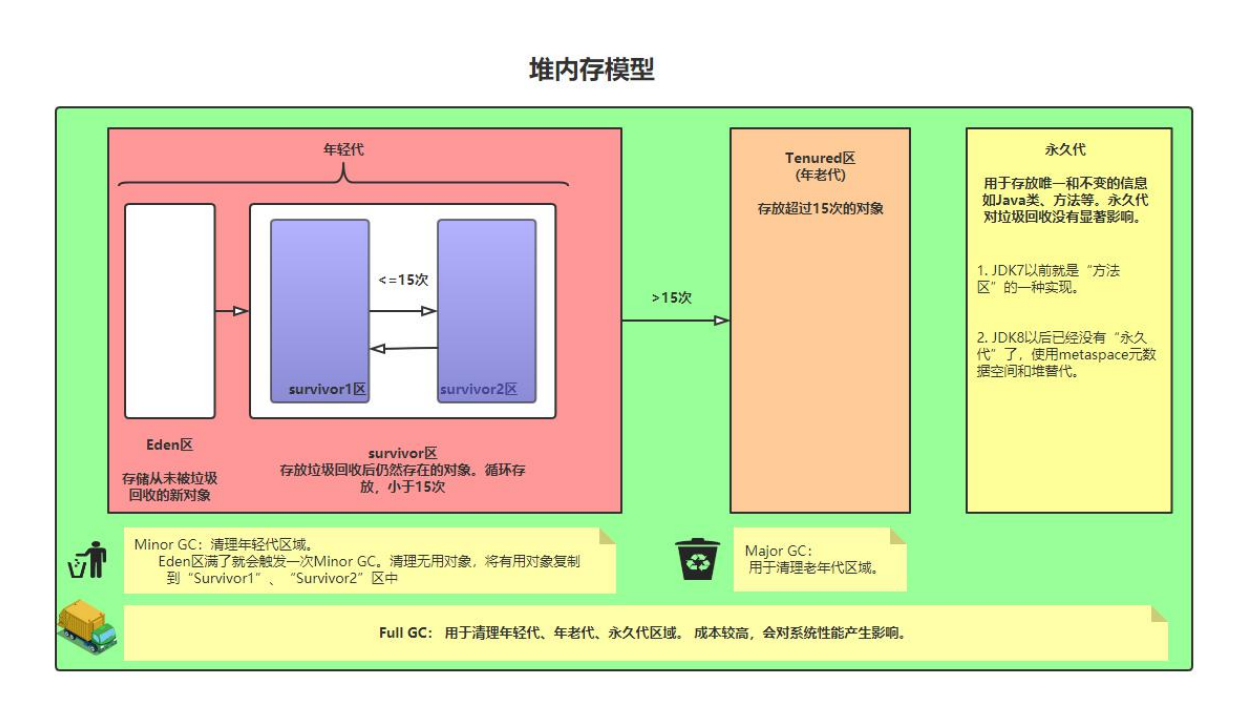 堆内存模型
年轻代
<=15次
survivor1区
survivor2区
Eden区
存储从未被垃圾
回收的新对象
survivor区
存放垃圾回收后仍然存在的对象。循环存
放，小于15次
>15次
Tenured区
(年老代)
存放超过15次的对象
永久代
用于存放唯一和不变的信息
如Java类、方法等。永久代
对垃圾回收没有显著影响。
1. JDK7以前就是“方法
区”的一种实现。
2. JDK8以后已经没有“永久
代”了，使用metaspace元数
据空间和堆替代。
Minor GC：清理年轻代区域。
Eden区满了就会触发一次Minor GC。清理无用对象，将有用对象复制
到“Survivor1”、“Survivor2”区中
Major GC：
用于清理老年代区域。
Full GC： 用于清理年轻代、年老代、永久代区域。 成本较高，会对系统性能产生影响。